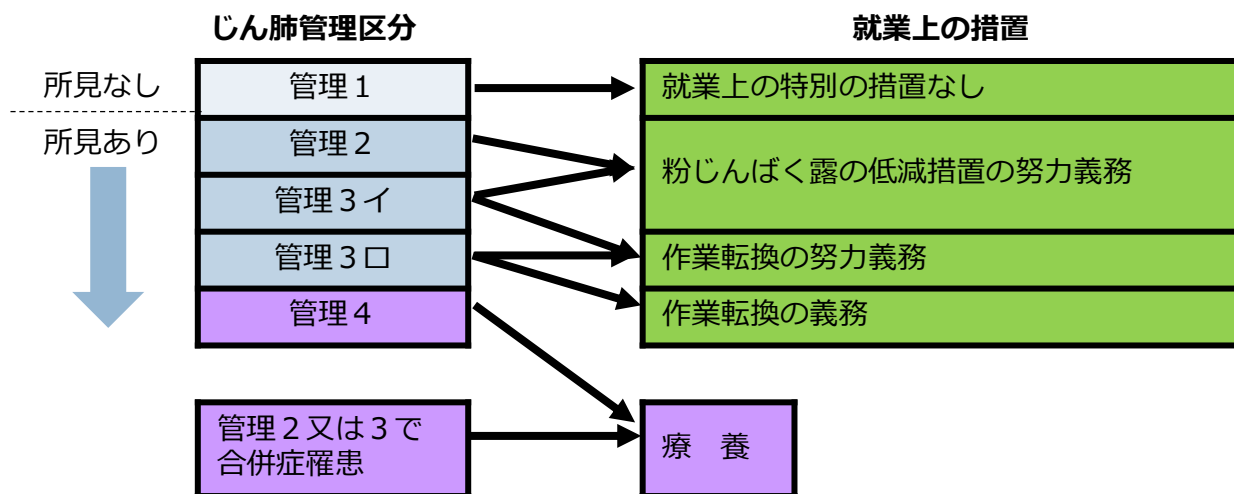 じん肺管理区分
就業上の措置
所見なし
管理１
就業上の特別の措置なし
所見あり
管理２
粉じんばく露の低減措置の努力義務
管理３イ
管理３ロ
作業転換の努力義務
管理４
作業転換の義務
管理２又は３で
合併症罹患
療　養